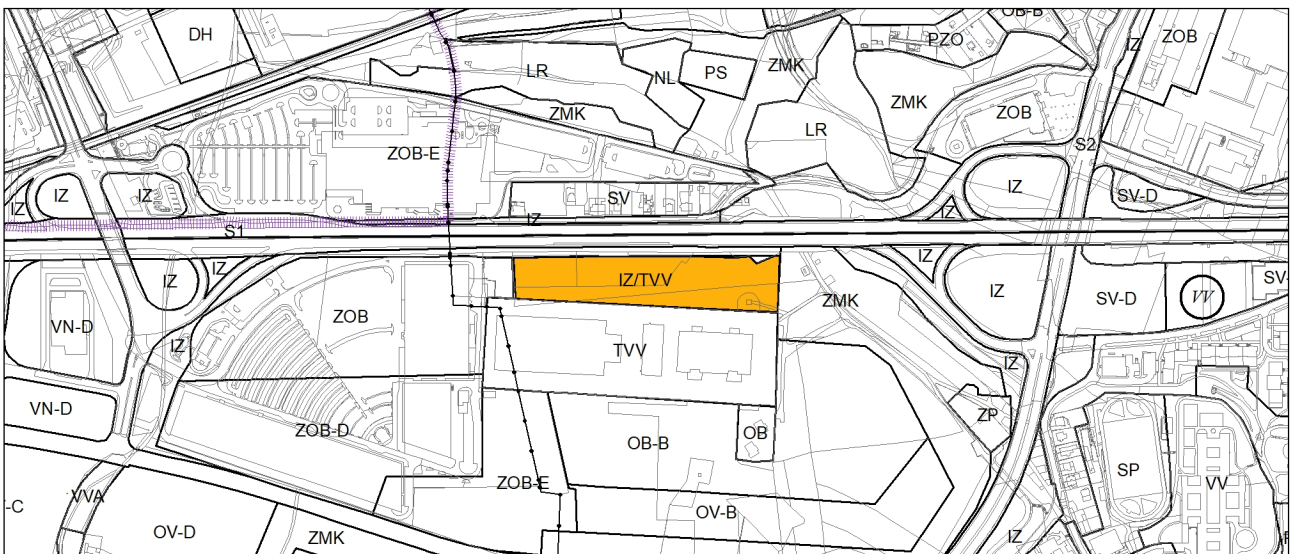 DH
OB-B
PZO
IZ
ZOB
LR
NL
PS
ZMK
ZMK
ZMK
LR
ZOB
S2
ZOB-E
IZ
IZ
IZ
SV
IZ
IZ
IZ
SV-D
S1
IZ
IZ
IZ/TVV
ZMK
IZ
IZ
SV-D
VV
SV-
VN-D
ZOB
IZ
TVV
IZ
VN-D
ZOB-D
OB-B
OB
ZP
ZOB-E
SP
VV
-C
VVA
OV-D
ZMK
OV-B
IZ